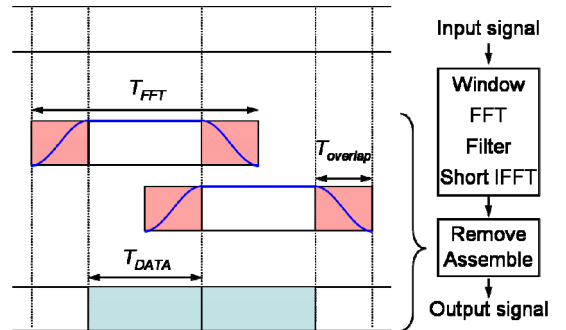 T_FFT
T_overlap
T_DATA
Input signal
Window
FFT
Filter
Short IFFT
Remove
Assemble
Output signal